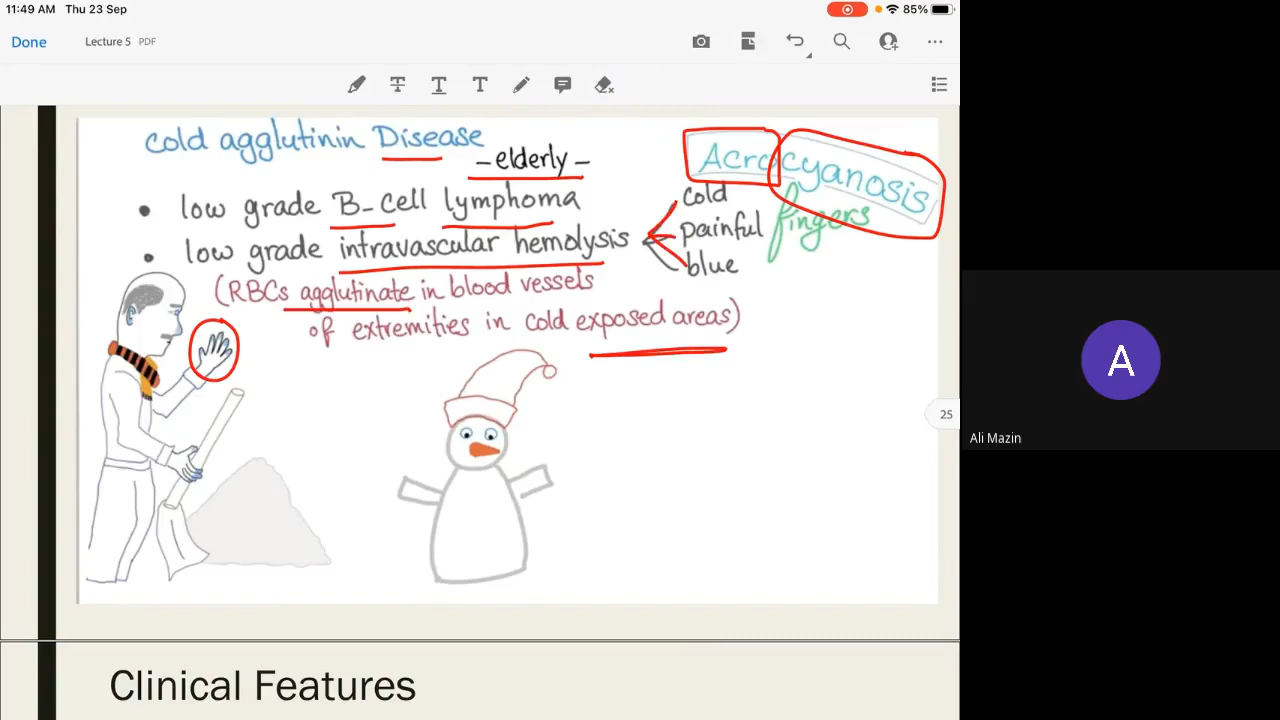 11:49 AM Thu 23 Sep
85%
Done
Lecture 5 PDF
T
T
T
cold agglutinin Disease
- elderly -
Acrocyanosis
• low grade B-cell lymphoma
cold
• low grade intravascular hemolysis
painful fingers
blue
(RBCs agglutinate in blood vessels
of extremities in cold exposed areas)
25
A
Ali Mazin
Clinical Features